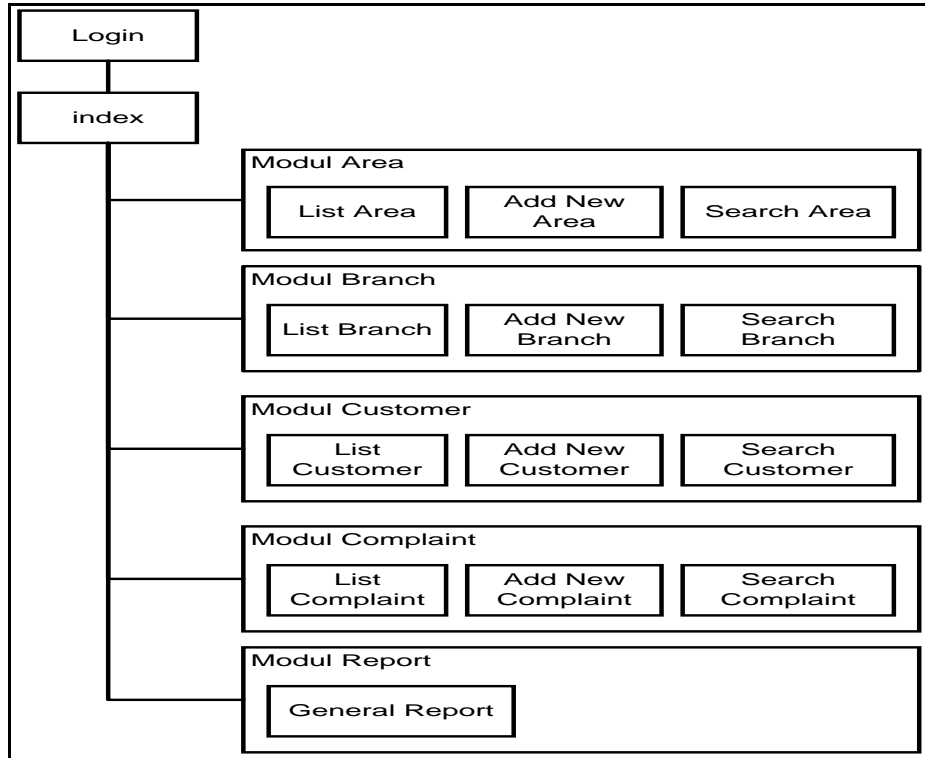 Login
index
Modul Area
List Area
Add New
Area
Search Area
Modul Branch
List Branch
Add New
Branch
Search
Branch
Modul Customer
List
Customer
Add New
Customer
Search
Customer
Modul Complaint
List
Complaint
Add New
Complaint
Search
Complaint
Modul Report
General Report